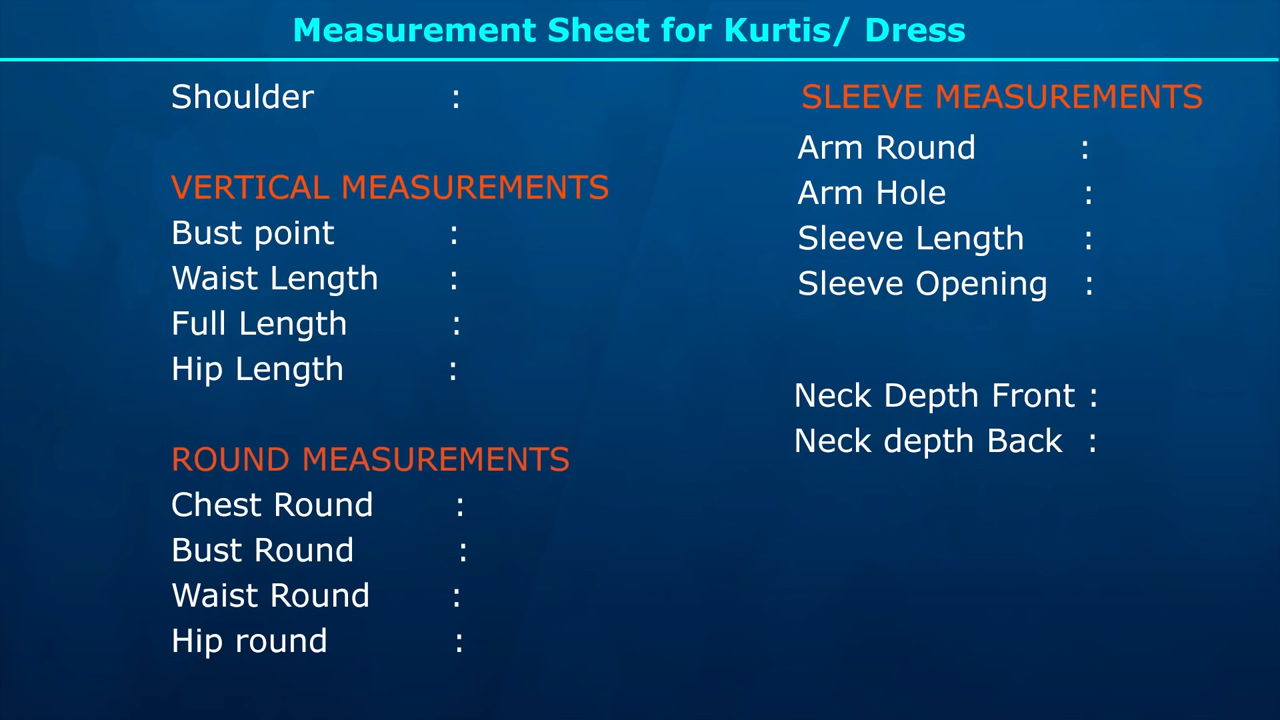 Measurement Sheet for Kurtis/ Dress
Shoulder :
VERTICAL MEASUREMENTS
Bust point :
Waist Length :
Full Length :
Hip Length :
ROUND MEASUREMENTS
Chest Round :
Bust Round :
Waist Round :
Hip round :
SLEEVE MEASUREMENTS
Arm Round :
Arm Hole :
Sleeve Length :
Sleeve Opening :
Neck Depth Front :
Neck depth Back :